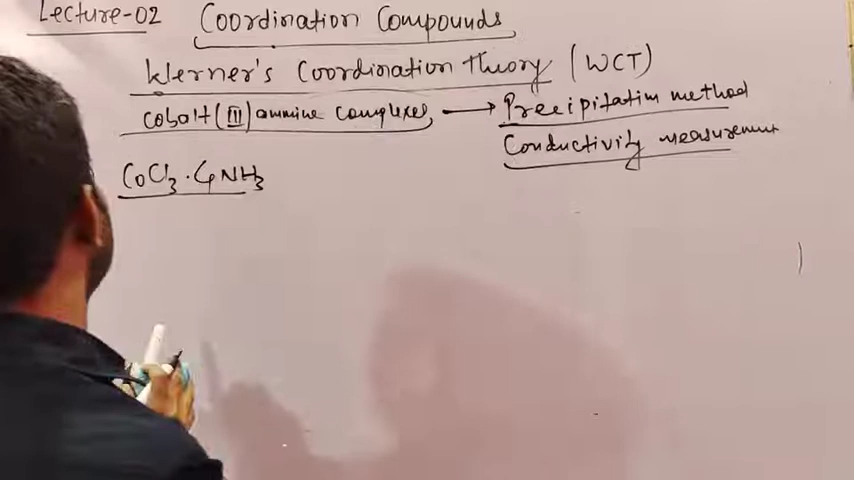 Lecture-02 Coordination Compounds
Werner's Coordination Theory (WCT)
Cobalt(III) ammine Complexes → Precipitation method
Conductivity measurement
CoCl3.4NH3